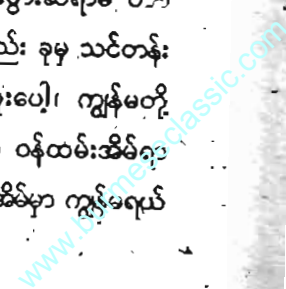 ည်း ခုမှ သင်တန်း
ပေါ့၊ ကျွန်မတို့
ဝန်ထမ်းအိမ်ရာ
အိမ်မှာ ကျွန်မရယ်
www.burmeseclassic.com